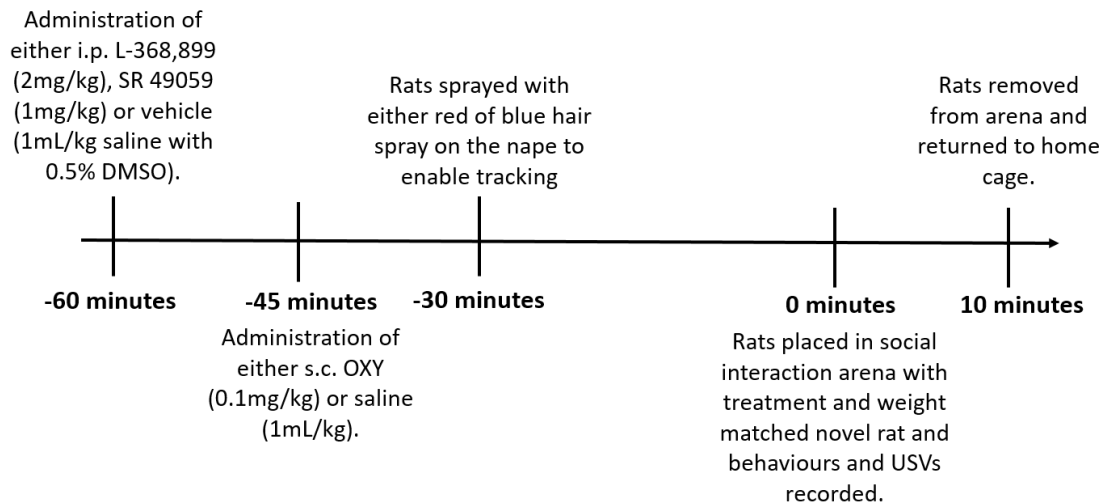 Administration of
either i.p. L-368,899
(2mg/kg), SR 49059
(1mg/kg) or vehicle
(1mL/kg saline with
0.5% DMSO).
Rats sprayed with
either red of blue hair
spray on the nape to
enable tracking
Rats removed
from arena and
returned to home
cage.
-60 minutes
-45 minutes
-30 minutes
0 minutes
10 minutes
Administration of
either s.c. OXY
(0.1mg/kg) or saline
(1mL/kg).
Rats placed in social
interaction arena with
treatment and weight
matched novel rat and
behaviours and USVs
recorded.